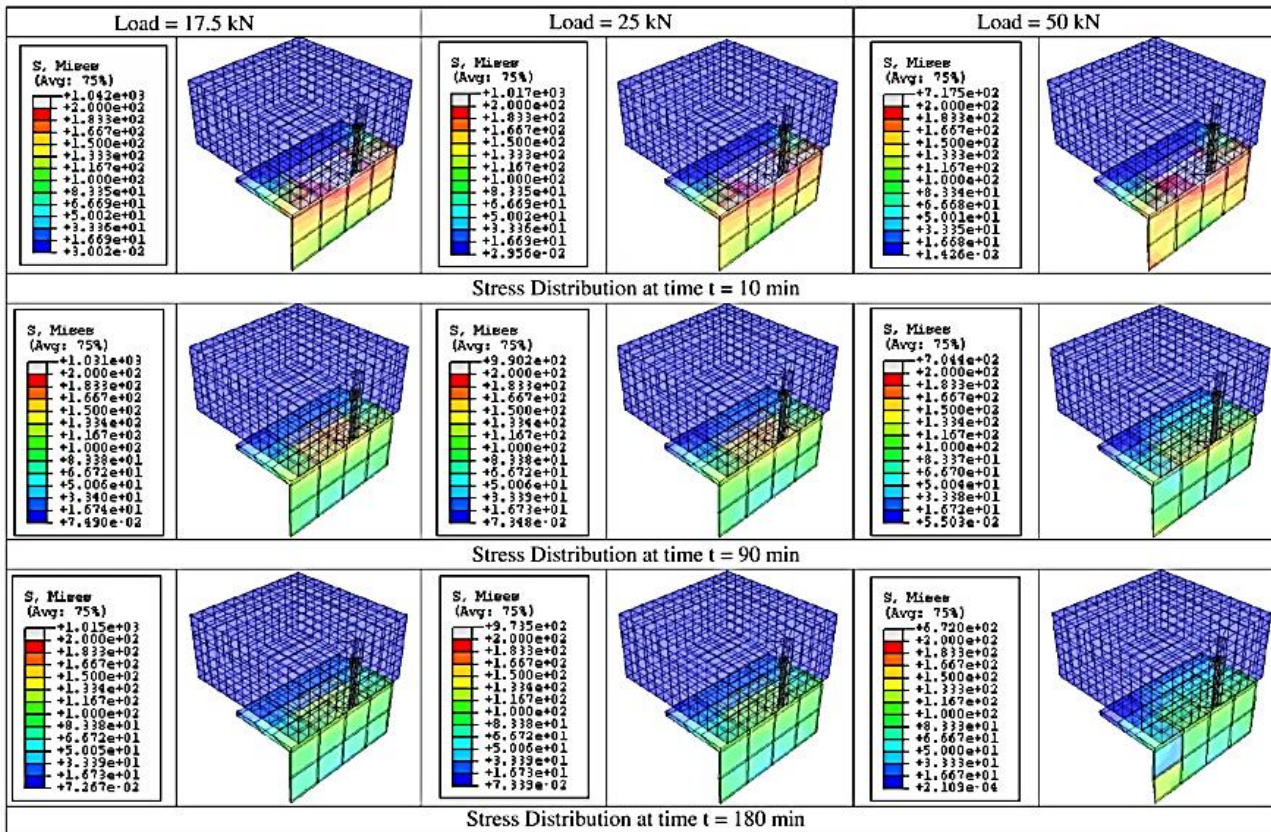 Load = 17.5 kN
Load = 25 kN
Load = 50 kN
S, Mises
(Avg: 75%)
+1.042e+03
+2.000e+02
+1.833e+02
+1.667e+02
+1.500e+02
+1.333e+02
+1.167e+02
+1.000e+02
+8.335e+01
+6.669e+01
+5.002e+01
+3.336e+01
+1.669e+01
+3.002e-02
S, Mises
(Avg: 75%)
+1.017e+03
+2.000e+02
+1.833e+02
+1.667e+02
+1.500e+02
+1.333e+02
+1.167e+02
+1.000e+02
+8.335e+01
+6.669e+01
+5.002e+01
+3.336e+01
+1.669e+01
+2.956e-02
S, Mises
(Avg: 75%)
+7.175e+02
+2.000e+02
+1.833e+02
+1.667e+02
+1.500e+02
+1.333e+02
+1.167e+02
+1.000e+02
+8.334e+01
+6.668e+01
+5.001e+01
+3.335e+01
+1.668e+01
+1.426e-02
Stress Distribution at time t = 10 min
S, Mises
(Avg: 75%)
+1.031e+03
+2.000e+02
+1.833e+02
+1.667e+02
+1.500e+02
+1.334e+02
+1.167e+02
+1.000e+02
+8.338e+01
+6.672e+01
+5.006e+01
+3.340e+01
+1.674e+01
+7.490e-02
S, Mises
(Avg: 75%)
+9.902e+02
+2.000e+02
+1.833e+02
+1.667e+02
+1.500e+02
+1.334e+02
+1.167e+02
+1.000e+02
+8.338e+01
+6.672e+01
+5.006e+01
+3.339e+01
+1.673e+01
+7.348e-02
S, Mises
(Avg: 75%)
+7.044e+02
+2.000e+02
+1.833e+02
+1.667e+02
+1.500e+02
+1.334e+02
+1.167e+02
+1.000e+02
+8.337e+01
+6.670e+01
+5.004e+01
+3.338e+01
+1.672e+01
+5.503e-02
Stress Distribution at time t = 90 min
S, Mises
(Avg: 75%)
+1.015e+03
+2.000e+02
+1.833e+02
+1.667e+02
+1.500e+02
+1.334e+02
+1.167e+02
+1.000e+02
+8.338e+01
+6.672e+01
+5.005e+01
+3.339e+01
+1.673e+01
+7.267e-02
S, Mises
(Avg: 75%)
+9.735e+02
+2.000e+02
+1.833e+02
+1.667e+02
+1.500e+02
+1.334e+02
+1.167e+02
+1.000e+02
+8.338e+01
+6.672e+01
+5.006e+01
+3.339e+01
+1.673e+01
+7.339e-02
S, Mises
(Avg: 75%)
+6.720e+02
+2.000e+02
+1.833e+02
+1.667e+02
+1.500e+02
+1.333e+02
+1.167e+02
+1.000e+02
+8.333e+01
+6.667e+01
+5.000e+01
+3.333e+01
+1.667e+01
+2.109e-04
Stress Distribution at time t = 180 min